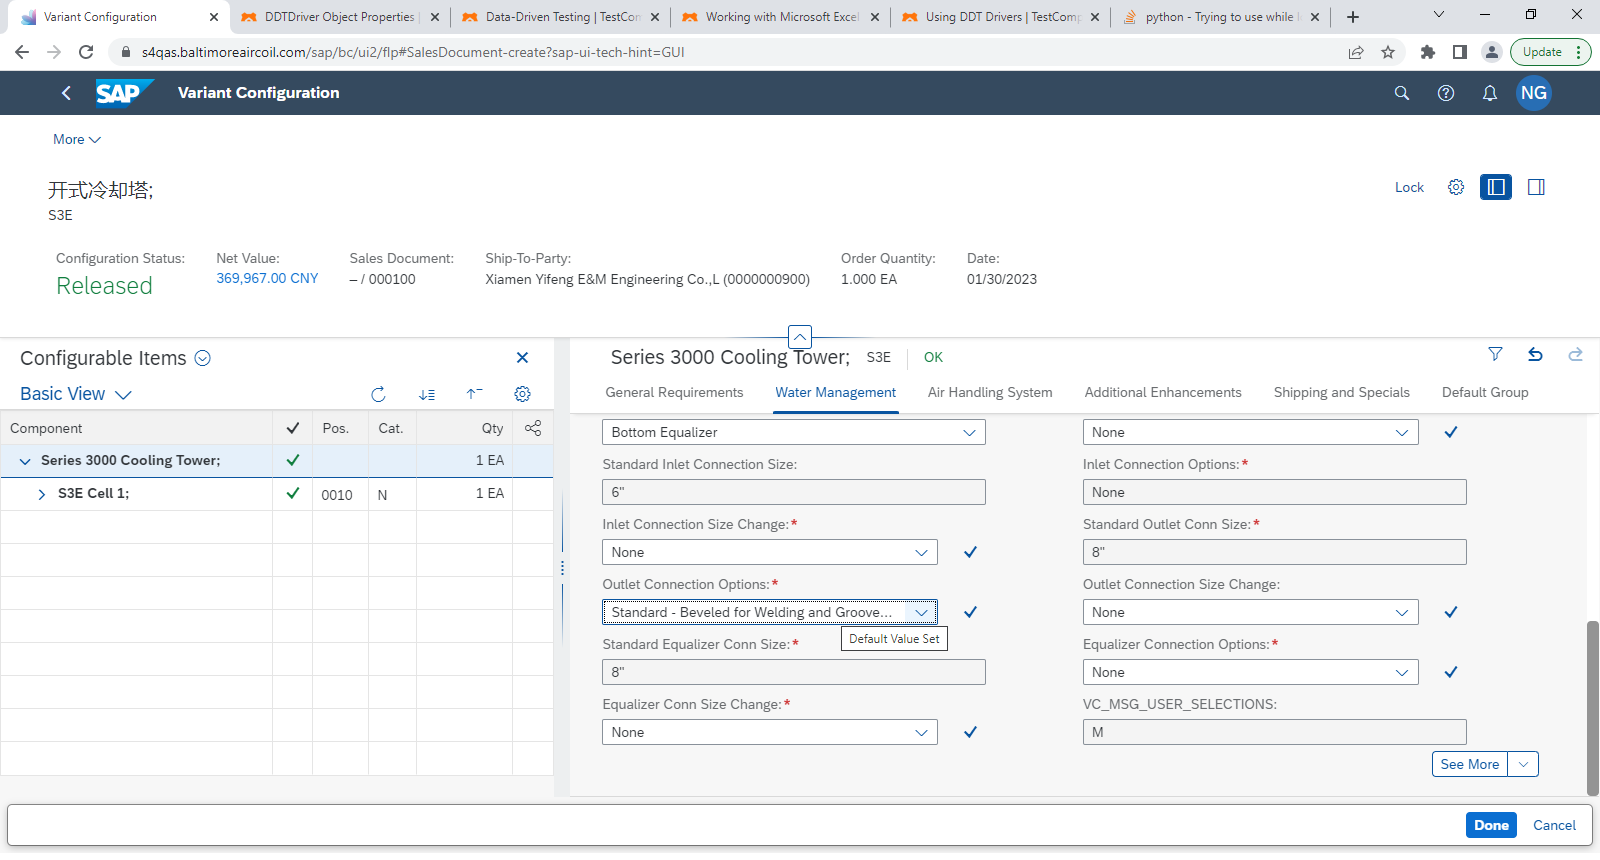 Variant Configuration
DDTDriver Object Properties
Data-Driven Testing | TestCom
Working with Microsoft Excel
Using DDT Drivers | TestComp
python - Trying to use while l
s4qas.baltimoreaircoil.com/sap/bc/ui2/flp#SalesDocument-create?sap-ui-tech-hint=GUI
Update
SAP
Variant Configuration
NG
More
开式冷却塔;
Lock
S3E
Configuration Status:
Net Value:
Sales Document:
Ship-To-Party:
Order Quantity:
Date:
Released
369,967.00 CNY
– / 000100
Xiamen Yifeng E&M Engineering Co.,L (0000000900)
1.000 EA
01/30/2023
Configurable Items
Series 3000 Cooling Tower;
S3E
OK
Basic View
General Requirements
Water Management
Air Handling System
Additional Enhancements
Shipping and Specials
Default Group
Component
Pos.
Cat.
Qty
Series 3000 Cooling Tower;
1 EA
S3E Cell 1;
0010
N
1 EA
Bottom Equalizer
None
Standard Inlet Connection Size:
Inlet Connection Options:*
6"
None
Inlet Connection Size Change:*
Standard Outlet Conn Size:*
None
8"
Outlet Connection Options:*
Outlet Connection Size Change:
Standard - Beveled for Welding and Groove...
None
Default Value Set
Standard Equalizer Conn Size:*
Equalizer Connection Options:*
8"
None
Equalizer Conn Size Change:*
VC_MSG_USER_SELECTIONS:
None
M
See More
Done
Cancel